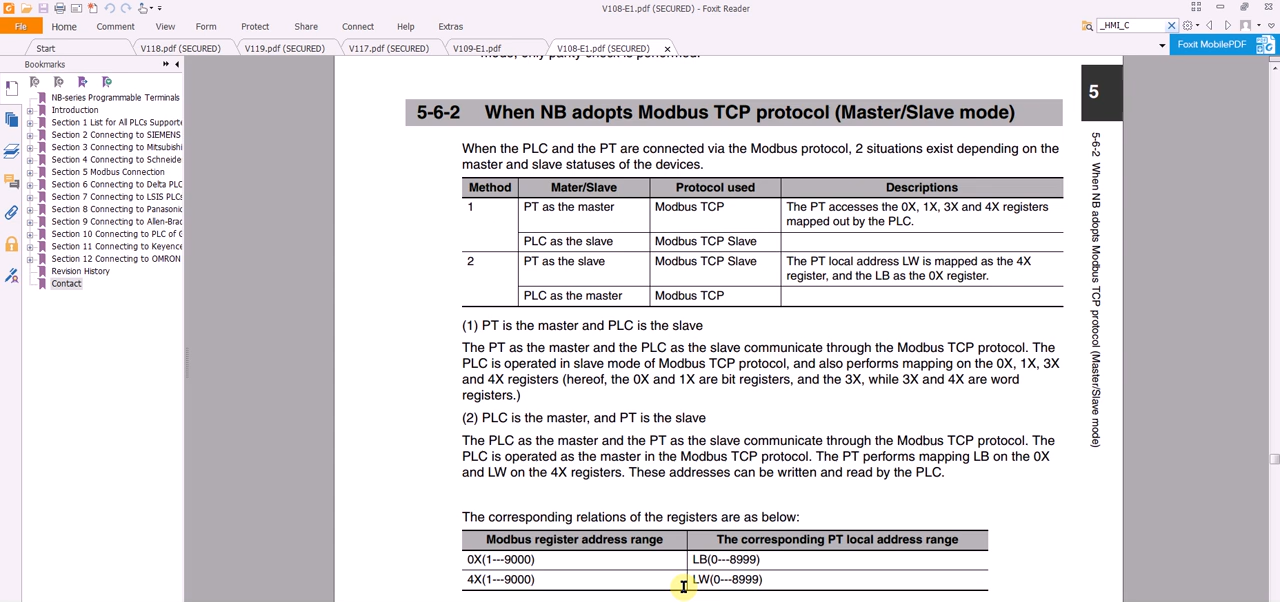 V108-E1.pdf (SECURED) - Foxit Reader
File Home Comment View Form Protect Share Connect Help Extras
_HMI_C
Start V118.pdf (SECURED) V119.pdf (SECURED) V117.pdf (SECURED) V109-E1.pdf V108-E1.pdf (SECURED)
Foxit MobilePDF
Bookmarks
NB-series Programmable Terminals
Introduction
Section 1 List for All PLCs Supporte
Section 2 Connecting to SIEMENS
Section 3 Connecting to Mitsubishi
Section 4 Connecting to Schneide
Section 5 Modbus Connection
Section 6 Connecting to Delta PLC
Section 7 Connecting to LSIS PLCs
Section 8 Connecting to Panasonic
Section 9 Connecting to Allen-Brad
Section 10 Connecting to PLC of G
Section 11 Connecting to Keyence
Section 12 Connecting to OMRON
Revision History
Contact
mode, only parity check is performed.
5-6-2 When NB adopts Modbus TCP protocol (Master/Slave mode)
When the PLC and the PT are connected via the Modbus protocol, 2 situations exist depending on the
master and slave statuses of the devices.
Method Mater/Slave Protocol used Descriptions
1 PT as the master Modbus TCP The PT accesses the 0X, 1X, 3X and 4X registers
mapped out by the PLC.
PLC as the slave Modbus TCP Slave
2 PT as the slave Modbus TCP Slave The PT local address LW is mapped as the 4X
register, and the LB as the 0X register.
PLC as the master Modbus TCP
(1) PT is the master and PLC is the slave
The PT as the master and the PLC as the slave communicate through the Modbus TCP protocol. The
PLC is operated in slave mode of Modbus TCP protocol, and also performs mapping on the 0X, 1X, 3X
and 4X registers (hereof, the 0X and 1X are bit registers, and the 3X, while 3X and 4X are word
registers.)
(2) PLC is the master, and PT is the slave
The PLC as the master and the PT as the slave communicate through the Modbus TCP protocol. The
PLC is operated as the master in the Modbus TCP protocol. The PT performs mapping LB on the 0X
and LW on the 4X registers. These addresses can be written and read by the PLC.
The corresponding relations of the registers are as below:
Modbus register address range The corresponding PT local address range
0X(1---9000) LB(0---8999)
4X(1---9000) LW(0---8999)
5
5-6-2 When NB adopts Modbus TCP protocol (Master/Slave mode)